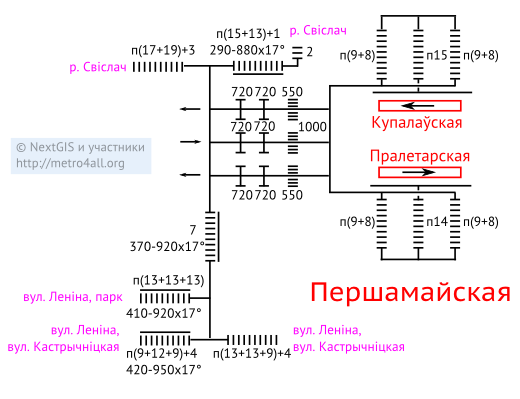 п(15+13)+1
р. Свіслач
п(17+19)+3
290-880x17°
2
р. Свіслач
п(9+8)
п15
п(9+8)
720
720
550
Купалаўская
720
720
1000
© NextGIS и участники
http://metro4all.org
Пралетарская
720
720
550
п(9+8)
п14
п(9+8)
7
370-920x17°
п(13+13+13)
вул. Леніна, парк
410-920x17°
Першамайская
вул. Леніна,
вул. Кастрычніцкая
п(9+12+9)+4
420-950x17°
п(13+13+9)+4
вул. Леніна,
вул. Кастрычніцкая